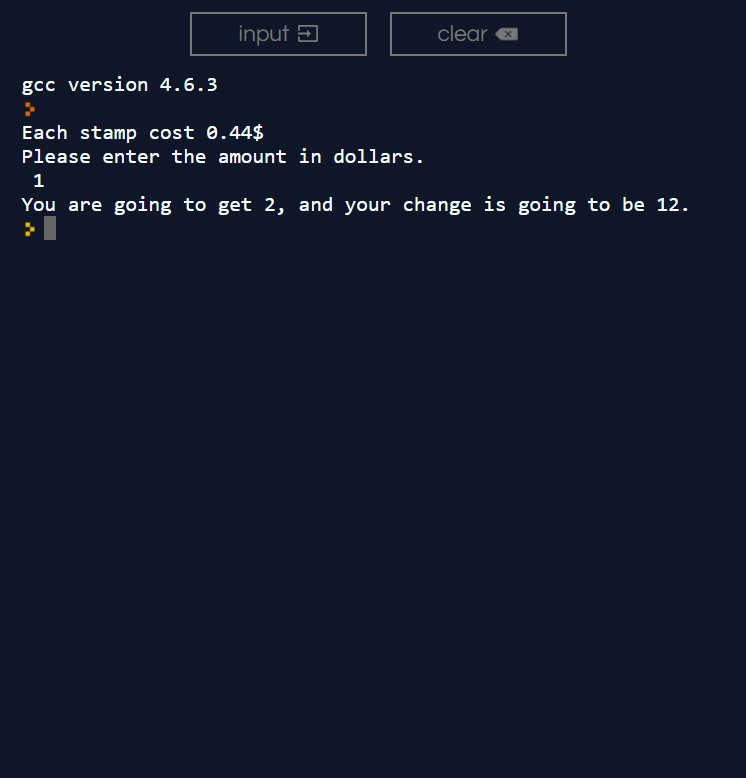 input
clear
gcc version 4.6.3
Each stamp cost 0.44$
Please enter the amount in dollars.
1
You are going to get 2, and your change is going to be 12.